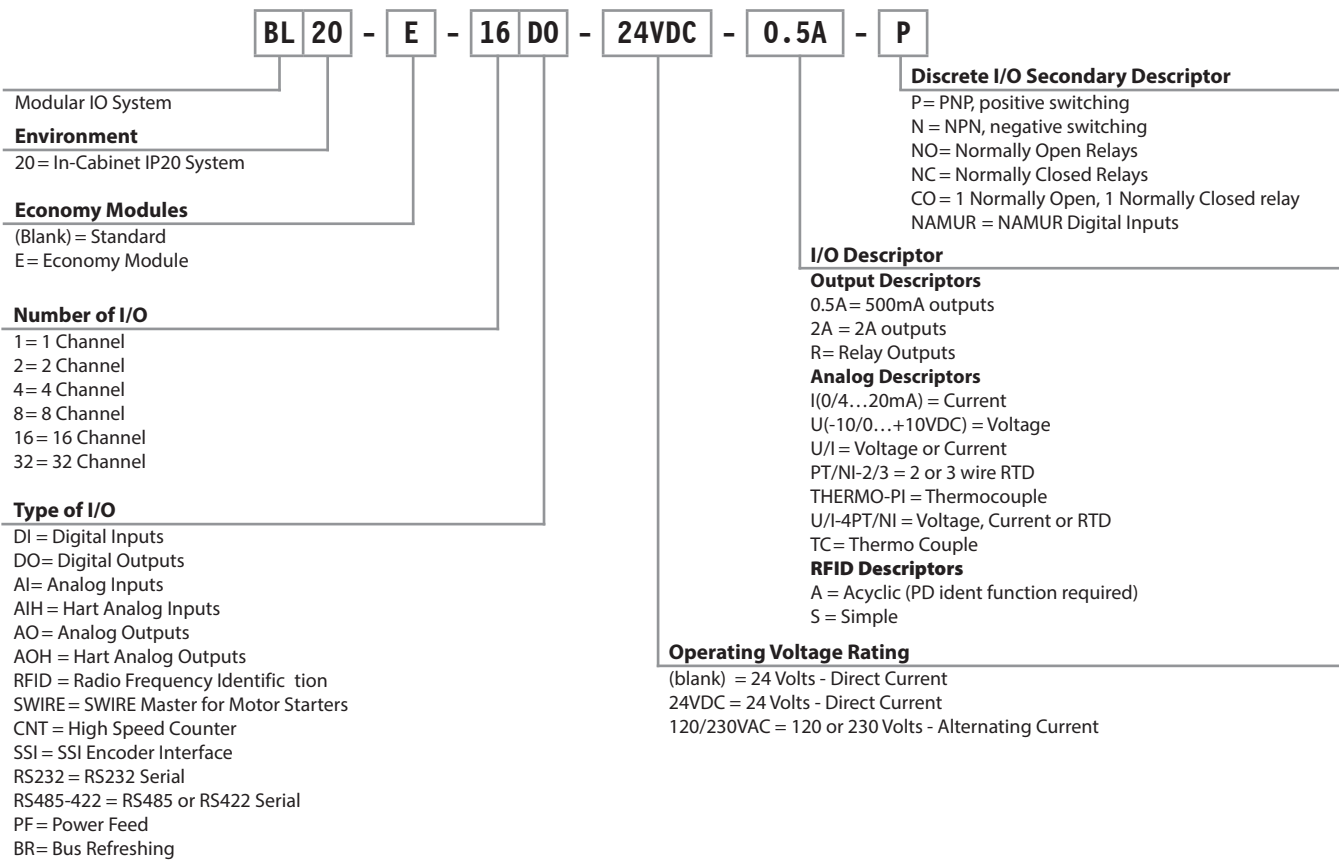 BL 20 - E - 16 DO - 24VDC - 0.5A - P
Modular IO System
Environment
20 = In-Cabinet IP20 System
Economy Modules
(Blank) = Standard
E = Economy Module
Number of I/O
1 = 1 Channel
2 = 2 Channel
4 = 4 Channel
8 = 8 Channel
16 = 16 Channel
32 = 32 Channel
Type of I/O
DI = Digital Inputs
DO = Digital Outputs
AI = Analog Inputs
AIH = Hart Analog Inputs
AO = Analog Outputs
AOH = Hart Analog Outputs
RFID = Radio Frequency Identific tion
SWIRE = SWIRE Master for Motor Starters
CNT = High Speed Counter
SSI = SSI Encoder Interface
RS232 = RS232 Serial
RS485-422 = RS485 or RS422 Serial
PF = Power Feed
BR = Bus Refreshing
Discrete I/O Secondary Descriptor
P = PNP, positive switching
N = NPN, negative switching
NO = Normally Open Relays
NC = Normally Closed Relays
CO = 1 Normally Open, 1 Normally Closed relay
NAMUR = NAMUR Digital Inputs
I/O Descriptor
Output Descriptors
0.5A = 500mA outputs
2A = 2A outputs
R = Relay Outputs
Analog Descriptors
I(0/4…20mA) = Current
U(-10/0…+10VDC) = Voltage
U/I = Voltage or Current
PT/NI-2/3 = 2 or 3 wire RTD
THERMO-PI = Thermocouple
U/I-4PT/NI = Voltage, Current or RTD
TC = Thermo Couple
RFID Descriptors
A = Acyclic (PD ident function required)
S = Simple
Operating Voltage Rating
(blank) = 24 Volts - Direct Current
24VDC = 24 Volts - Direct Current
120/230VAC = 120 or 230 Volts - Alternating Current